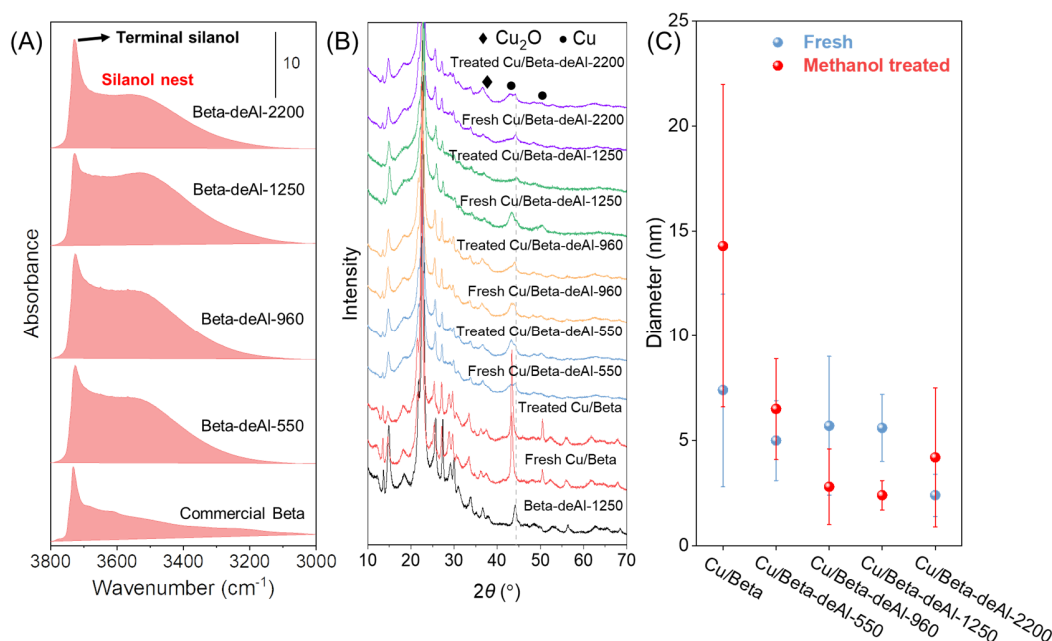 (A)
Terminal silanol
Silanol nest
10
Beta-deAl-2200
Beta-deAl-1250
Beta-deAl-960
Beta-deAl-550
Commercial Beta
Absorbance
3800 3600 3400 3200 3000
Wavenumber (cm⁻¹)
(B)
♦ Cu₂O ● Cu
Treated Cu/Beta-deAl-2200
Fresh Cu/Beta-deAl-2200
Treated Cu/Beta-deAl-1250
Fresh Cu/Beta-deAl-1250
Treated Cu/Beta-deAl-960
Fresh Cu/Beta-deAl-960
Treated Cu/Beta-deAl-550
Fresh Cu/Beta-deAl-550
Treated Cu/Beta
Fresh Cu/Beta
Beta-deAl-1250
Intensity
10 20 30 40 50 60 70
2θ (°)
(C)
Fresh
Methanol treated
25
20
15
10
5
0
Diameter (nm)
Cu/Beta
Cu/Beta-deAl-550
Cu/Beta-deAl-960
Cu/Beta-deAl-1250
Cu/Beta-deAl-2200